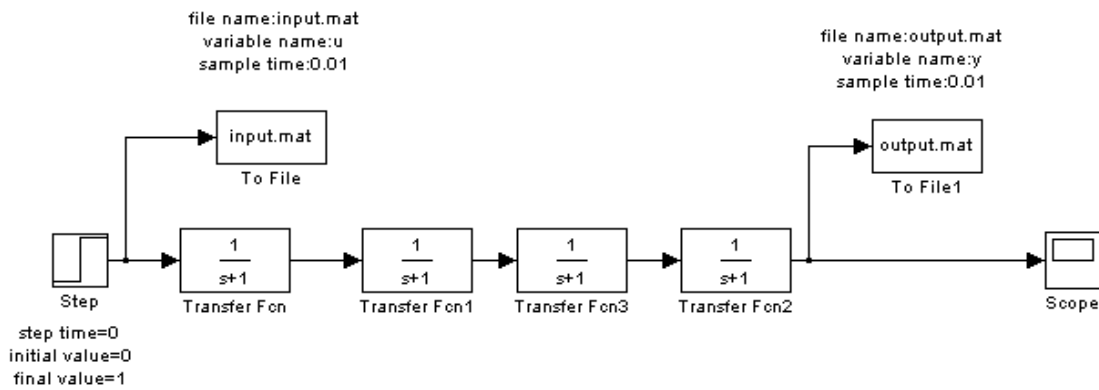 file name:input.mat
variable name:u
sample time:0.01
file name:output.mat
variable name:y
sample time:0.01
input.mat
To File
output.mat
To File1
Step
1
s+1
Transfer Fcn
1
s+1
Transfer Fcn1
1
s+1
Transfer Fcn3
1
s+1
Transfer Fcn2
Scope
step time=0
initial value=0
final value=1